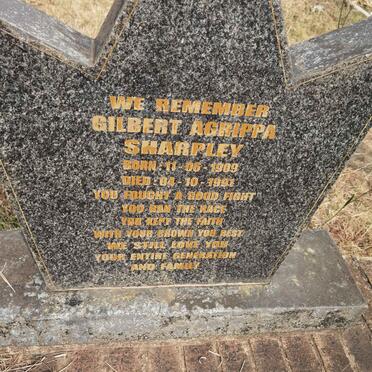 WE REMEMBER
GILBERT AGRIPPA
SHARPLEY
BORN 11-06-1909
DIED 04-10-1991
YOU FOUGHT A GOOD FIGHT
YOU RAN THE RACE
YOU KEPT THE FAITH
WITH YOUR CROWN YOU REST
WE STILL LOVE YOU
YOUR ENTIRE GENERATION
AND FAMILY